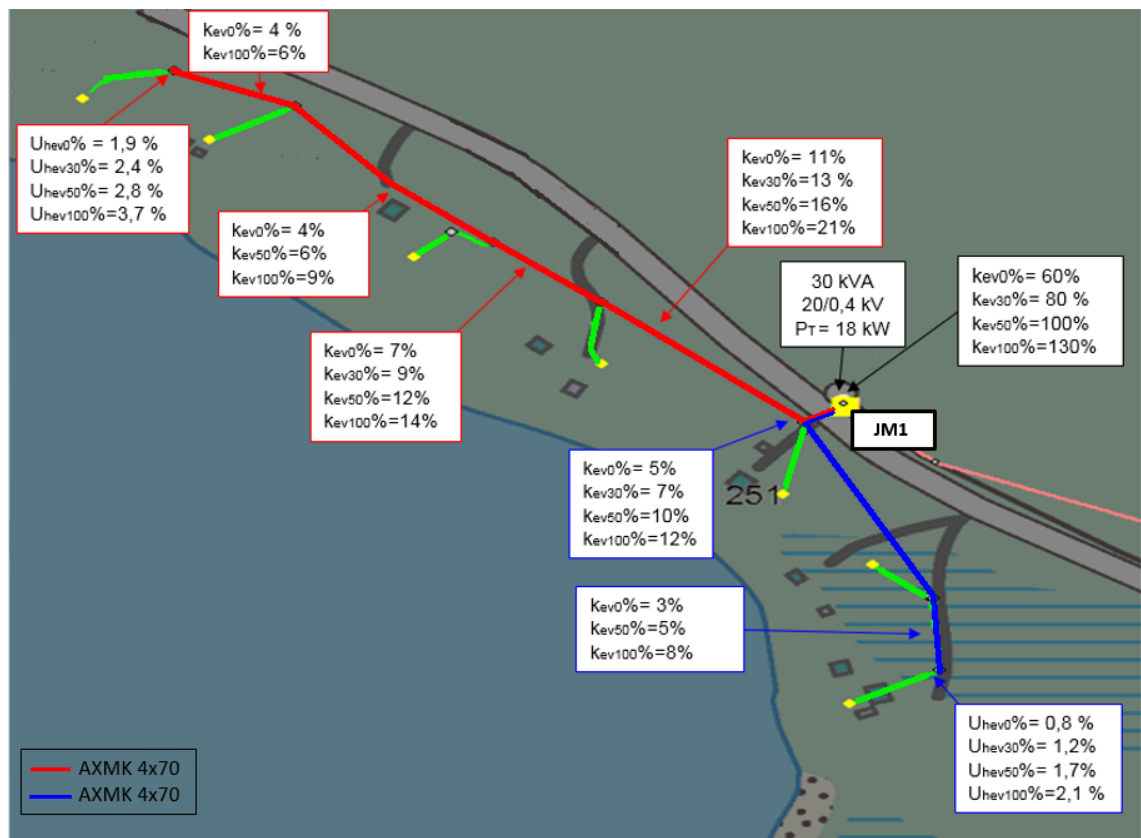 kev0%= 4 %
kev100%=6%
Uhev0% = 1,9 %
Uhev30%= 2,4 %
Uhev50%= 2,8 %
Uhev100%=3,7 %
kev0%= 11%
kev30%=13 %
kev50%=16%
kev100%=21%
kev0%= 4%
kev50%=6%
kev100%=9%
30 kVA
20/0,4 kV
PT= 18 kW
kev0%= 60%
kev30%= 80 %
kev50%=100%
kev100%=130%
kev0%= 7%
kev30%= 9%
kev50%= 12%
kev100%=14%
JM1
kev0%= 5%
kev30%= 7%
kev50%=10%
kev100%=12%
251
kev0%= 3%
kev50%=5%
kev100%=8%
Uhev0%= 0,8 %
Uhev30%= 1,2%
Uhev50%= 1,7%
Uhev100%=2,1 %
AXMK 4x70
AXMK 4x70